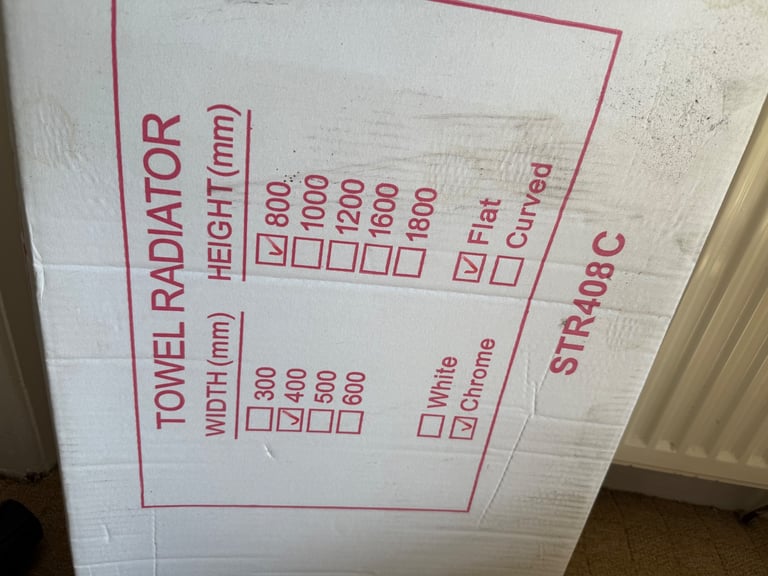 TOWEL RADIATOR
WIDTH (mm) HEIGHT (mm)
☐ 300 ☑ 800
☑ 400 ☐ 1000
☐ 500 ☐ 1200
☐ 600 ☐ 1600
☐ 1800
☐ White ☑ Flat
☑ Chrome ☐ Curved
STR408C